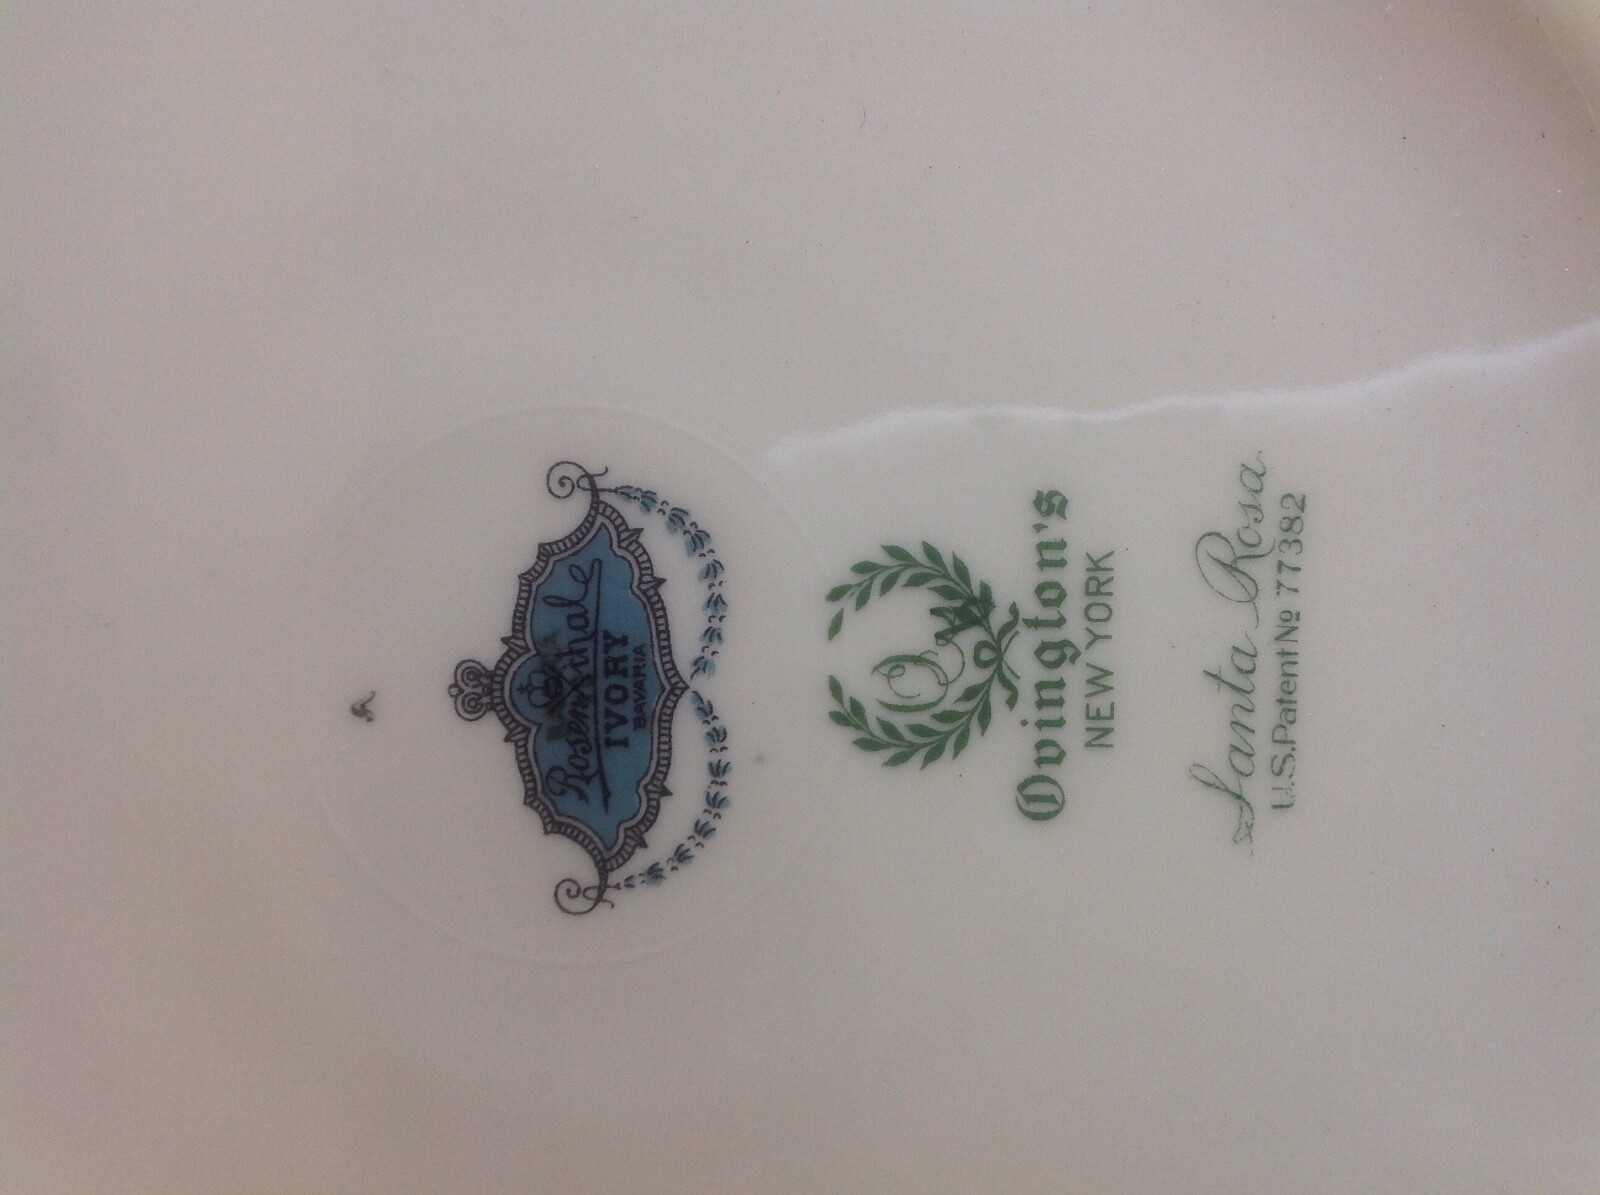 Rosenthal
IVORY
BAVARIA
Ovington's
NEW YORK
Santa Rosa
U.S. Patent No 77382